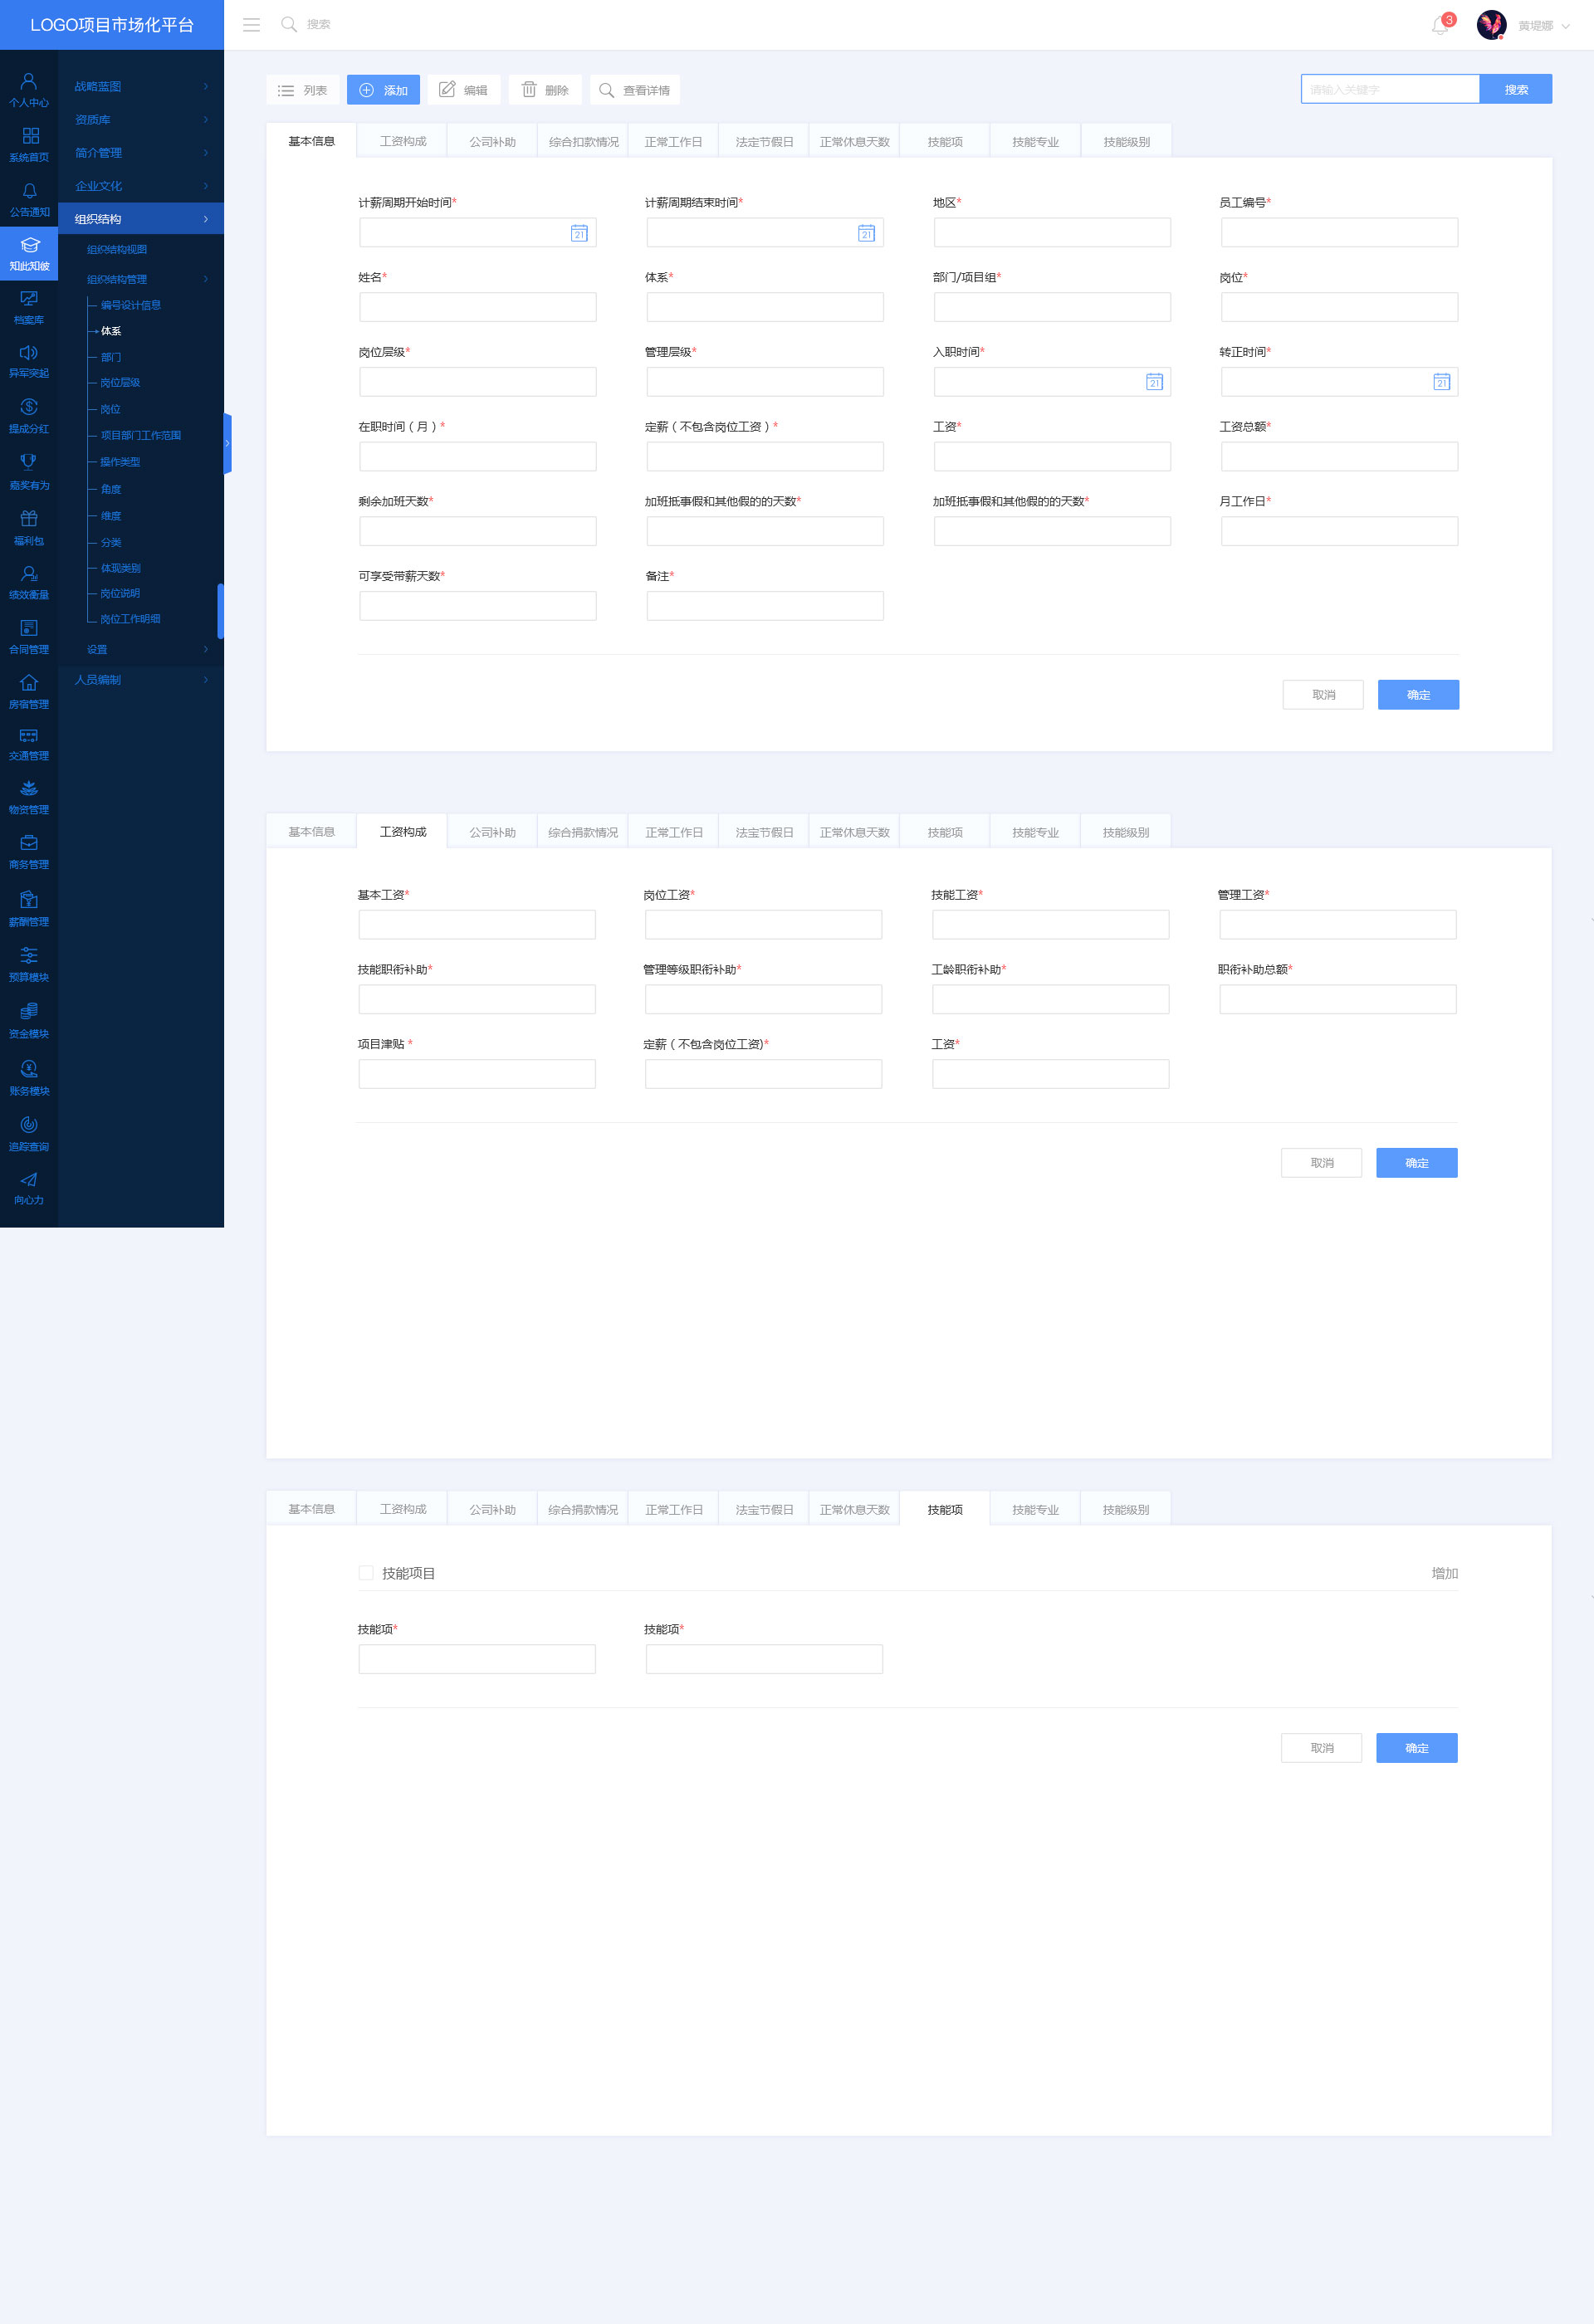 LOGO项目市场化平台
搜索
3
黄堤娜
个人中心
系统首页
公告通知
知此知彼
档案库
异军突起
提成分红
嘉奖有为
福利包
绩效衡量
合同管理
房宿管理
交通管理
物资管理
商务管理
薪酬管理
预算模块
资金模块
账务模块
追踪查询
向心力
战略蓝图
资质库
简介管理
企业文化
组织结构
组织结构视图
组织结构管理
编号设计信息
体系
部门
岗位层级
岗位
项目部门工作范围
操作类型
角度
维度
分类
体现类别
岗位说明
岗位工作明细
设置
人员编制
列表 添加 编辑 删除 查看详情
请输入关键字 搜索
基本信息 工资构成 公司补助 综合扣款情况 正常工作日 法定节假日 正常休息天数 技能项 技能专业 技能级别
计薪周期开始时间* 计薪周期结束时间* 地区* 员工编号*
21 21
姓名* 体系* 部门/项目组* 岗位*
岗位层级* 管理层级* 入职时间* 转正时间*
21 21
在职时间（月）* 定薪（不包含岗位工资）* 工资* 工资总额*
剩余加班天数* 加班抵事假和其他假的的天数* 加班抵事假和其他假的的天数* 月工作日*
可享受带薪天数* 备注*
取消 确定
基本信息 工资构成 公司补助 综合捐款情况 正常工作日 法宝节假日 正常休息天数 技能项 技能专业 技能级别
基本工资* 岗位工资* 技能工资* 管理工资*
技能职衔补助* 管理等级职衔补助* 工龄职衔补助* 职衔补助总额*
项目津贴 * 定薪（不包含岗位工资)* 工资*
取消 确定
基本信息 工资构成 公司补助 综合捐款情况 正常工作日 法宝节假日 正常休息天数 技能项 技能专业 技能级别
技能项目 增加
技能项* 技能项*
取消 确定